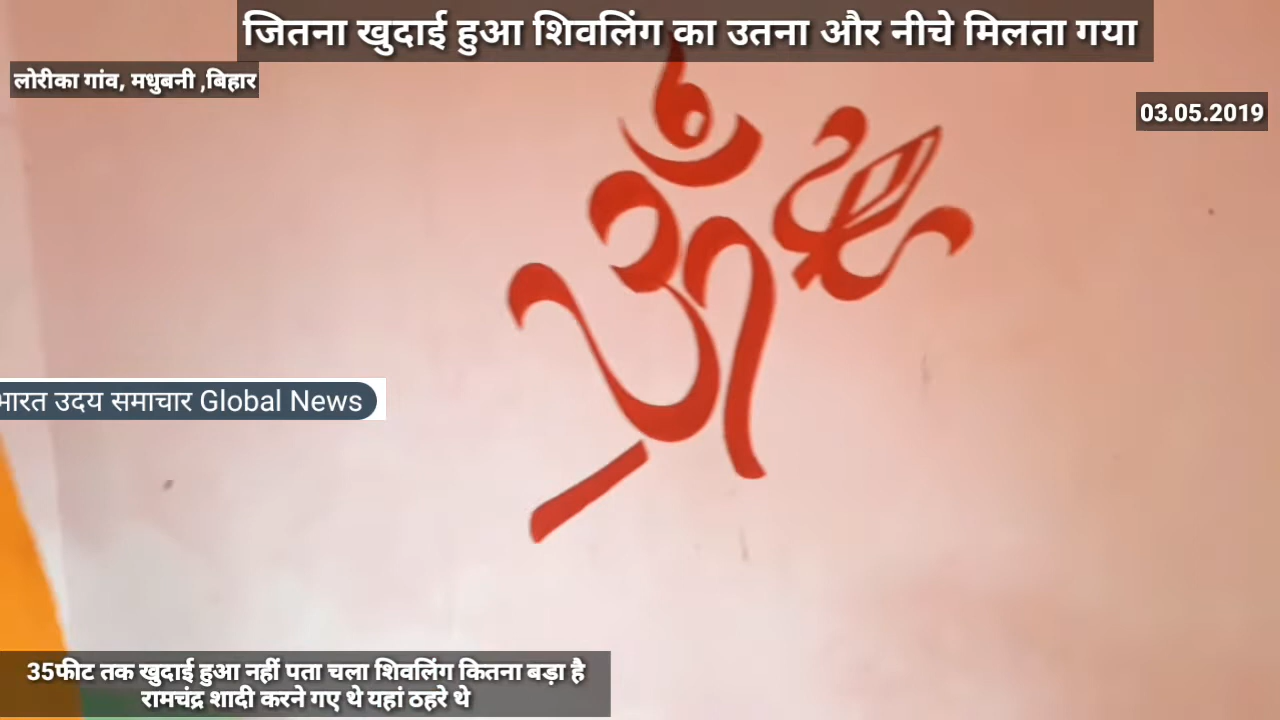 जितना खुदाई हुआ शिवलिंग का उतना और नीचे मिलता गया
लोरीका गांव, मधुबनी ,बिहार
03.05.2019
ॐ
भारत उदय समाचार Global News
35फीट तक खुदाई हुआ नहीं पता चला शिवलिंग कितना बड़ा है
रामचंद्र शादी करने गए थे यहां ठहरे थे